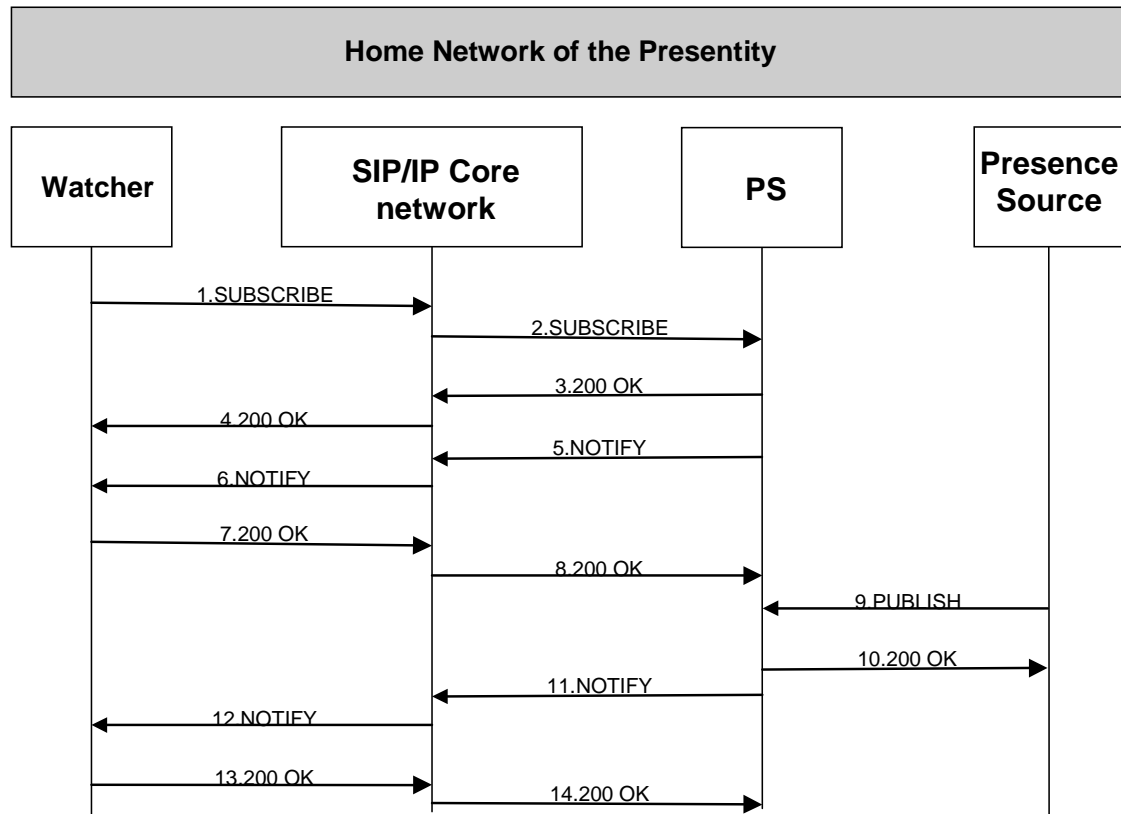 Home Network of the Presentity
Watcher
SIP/IP Core
network
PS
Presence
Source
1.SUBSCRIBE
2.SUBSCRIBE
3.200 OK
4.200 OK
5.NOTIFY
6.NOTIFY
7.200 OK
8.200 OK
9.PUBLISH
10.200 OK
11.NOTIFY
12.NOTIFY
13.200 OK
14.200 OK